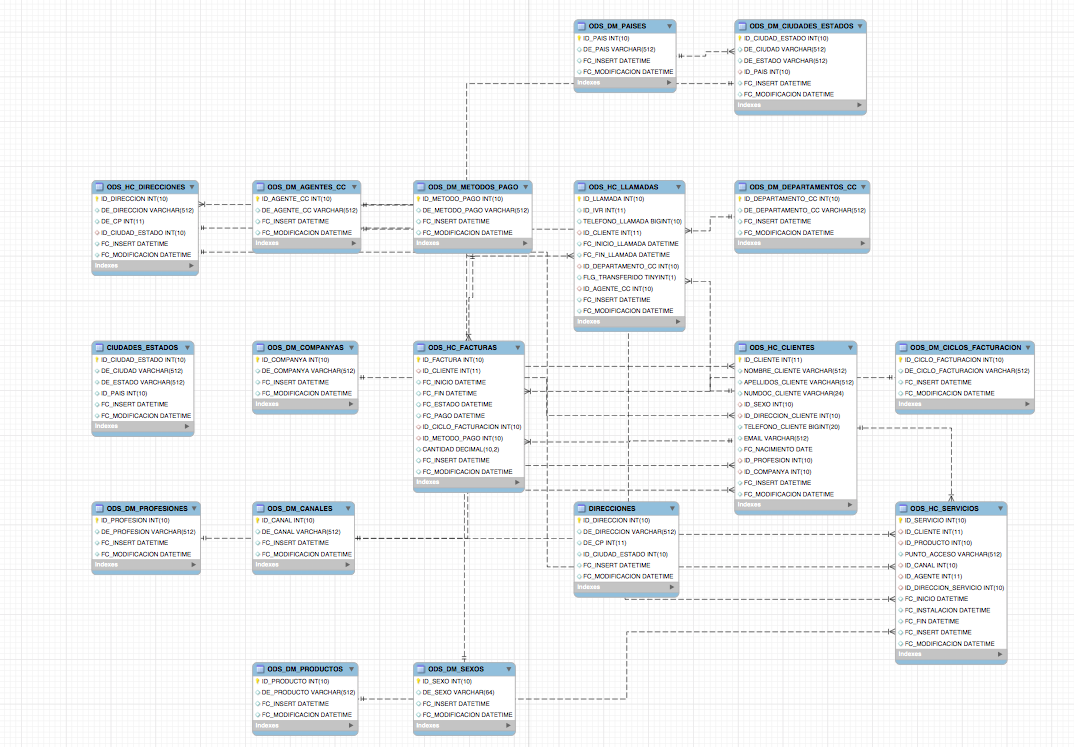 ODS_DM_PAISES
ID_PAIS INT(10)
DE_PAIS VARCHAR(512)
FC_INSERT DATETIME
FC_MODIFICACION DATETIME
Indexes
ODS_DM_CIUDADES_ESTADOS
ID_CIUDAD_ESTADO INT(10)
DE_CIUDAD VARCHAR(512)
DE_ESTADO VARCHAR(512)
ID_PAIS INT(10)
FC_INSERT DATETIME
FC_MODIFICACION DATETIME
Indexes
ODS_HC_DIRECCIONES
ID_DIRECCION INT(10)
DE_DIRECCION VARCHAR(512)
DE_CP INT(11)
ID_CIUDAD_ESTADO INT(10)
FC_INSERT DATETIME
FC_MODIFICACION DATETIME
Indexes
ODS_DM_AGENTES_CC
ID_AGENTE_CC INT(10)
DE_AGENTE_CC VARCHAR(512)
FC_INSERT DATETIME
FC_MODIFICACION DATETIME
Indexes
ODS_DM_METODOS_PAGO
ID_METODO_PAGO INT(10)
DE_METODO_PAGO VARCHAR(512)
FC_INSERT DATETIME
FC_MODIFICACION DATETIME
Indexes
ODS_HC_LLAMADAS
ID_LLAMADA INT(10)
ID_IVR INT(11)
TELEFONO_LLAMADA BIGINT(10)
ID_CLIENTE INT(11)
FC_INICIO_LLAMADA DATETIME
FC_FIN_LLAMADA DATETIME
ID_DEPARTAMENTO_CC INT(10)
FLG_TRANSFERIDO TINYINT(1)
ID_AGENTE_CC INT(10)
FC_INSERT DATETIME
FC_MODIFICACION DATETIME
Indexes
ODS_DM_DEPARTAMENTOS_CC
ID_DEPARTAMENTO_CC INT(10)
DE_DEPARTAMENTO_CC VARCHAR(512)
FC_INSERT DATETIME
FC_MODIFICACION DATETIME
Indexes
CIUDADES_ESTADOS
ID_CIUDAD_ESTADO INT(10)
DE_CIUDAD VARCHAR(512)
DE_ESTADO VARCHAR(512)
ID_PAIS INT(10)
FC_INSERT DATETIME
FC_MODIFICACION DATETIME
Indexes
ODS_DM_COMPANYAS
ID_COMPANYA INT(10)
DE_COMPANYA VARCHAR(512)
FC_INSERT DATETIME
FC_MODIFICACION DATETIME
Indexes
ODS_HC_FACTURAS
ID_FACTURA INT(10)
ID_CLIENTE INT(11)
FC_INICIO DATETIME
FC_FIN DATETIME
FC_ESTADO DATETIME
FC_PAGO DATETIME
ID_CICLO_FACTURACION INT(10)
ID_METODO_PAGO INT(10)
CANTIDAD DECIMAL(10,2)
FC_INSERT DATETIME
FC_MODIFICACION DATETIME
Indexes
ODS_HC_CLIENTES
ID_CLIENTE INT(11)
NOMBRE_CLIENTE VARCHAR(512)
APELLIDOS_CLIENTE VARCHAR(512)
NUMDOC_CLIENTE VARCHAR(24)
ID_SEXO INT(10)
ID_DIRECCION_CLIENTE INT(10)
TELEFONO_CLIENTE BIGINT(20)
EMAIL VARCHAR(512)
FC_NACIMIENTO DATE
ID_PROFESION INT(10)
ID_COMPANYA INT(10)
FC_INSERT DATETIME
FC_MODIFICACION DATETIME
Indexes
ODS_DM_CICLOS_FACTURACION
ID_CICLO_FACTURACION INT(10)
DE_CICLO_FACTURACION VARCHAR(512)
FC_INSERT DATETIME
FC_MODIFICACION DATETIME
Indexes
ODS_DM_PROFESIONES
ID_PROFESION INT(10)
DE_PROFESION VARCHAR(512)
FC_INSERT DATETIME
FC_MODIFICACION DATETIME
Indexes
ODS_DM_CANALES
ID_CANAL INT(10)
DE_CANAL VARCHAR(512)
FC_INSERT DATETIME
FC_MODIFICACION DATETIME
Indexes
DIRECCIONES
ID_DIRECCION INT(10)
DE_DIRECCION VARCHAR(512)
DE_CP INT(11)
ID_CIUDAD_ESTADO INT(10)
FC_INSERT DATETIME
FC_MODIFICACION DATETIME
Indexes
ODS_HC_SERVICIOS
ID_SERVICIO INT(10)
ID_CLIENTE INT(11)
ID_PRODUCTO INT(10)
PUNTO_ACCESO VARCHAR(512)
ID_CANAL INT(10)
ID_AGENTE INT(11)
ID_DIRECCION_SERVICIO INT(10)
FC_INICIO DATETIME
FC_INSTALACION DATETIME
FC_FIN DATETIME
FC_INSERT DATETIME
FC_MODIFICACION DATETIME
Indexes
ODS_DM_PRODUCTOS
ID_PRODUCTO INT(10)
DE_PRODUCTO VARCHAR(512)
FC_INSERT DATETIME
FC_MODIFICACION DATETIME
Indexes
ODS_DM_SEXOS
ID_SEXO INT(10)
DE_SEXO VARCHAR(64)
FC_INSERT DATETIME
FC_MODIFICACION DATETIME
Indexes